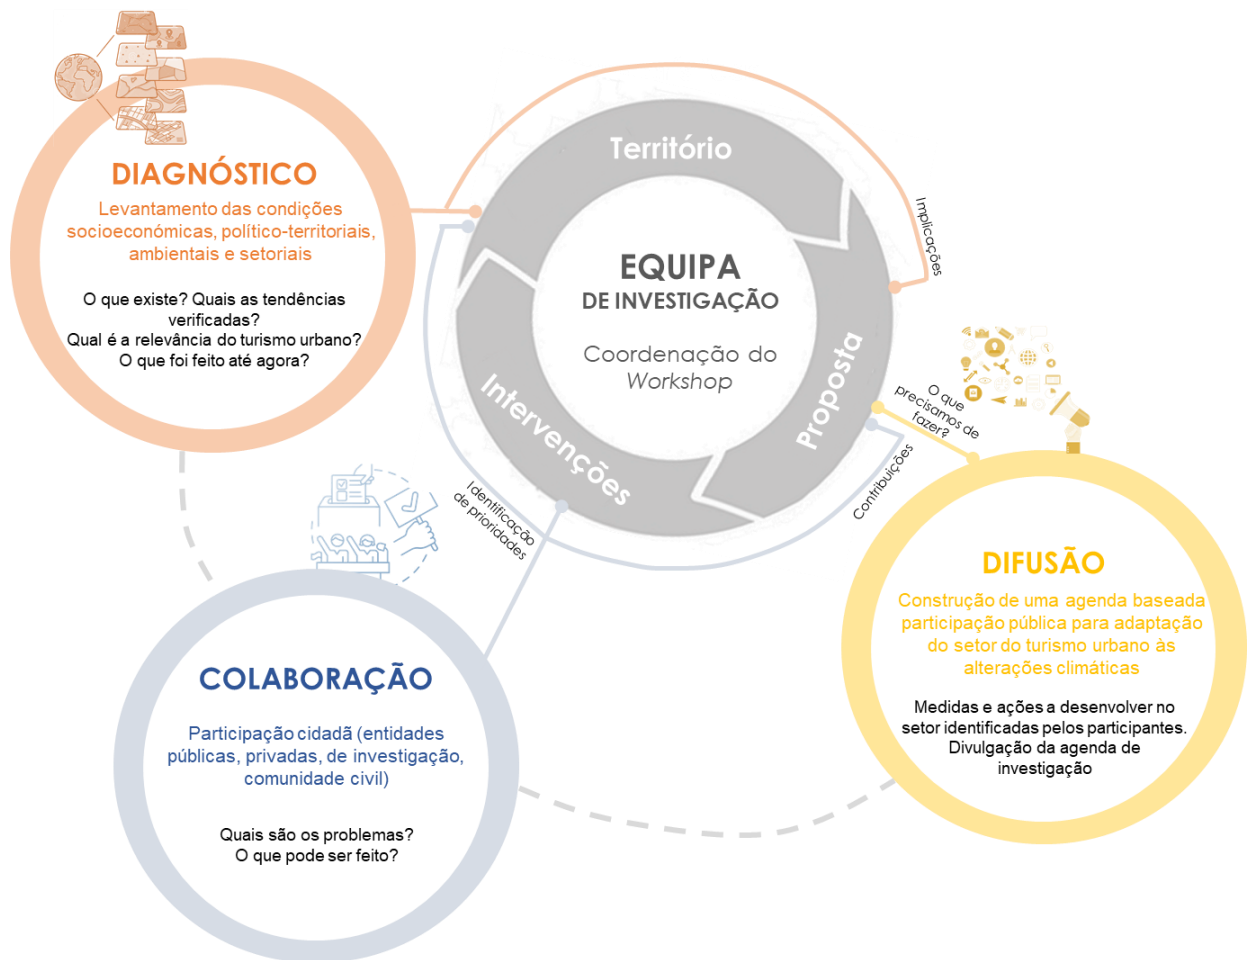 DIAGNÓSTICO
Levantamento das condições
socioeconómicas, político-territoriais,
ambientais e setoriais
O que existe? Quais as tendências
verificadas?
Qual é a relevância do turismo urbano?
O que foi feito até agora?
Território
Proposta
Intervenções
EQUIPA
DE INVESTIGAÇÃO
Coordenação do
Workshop
Implicações
O que
precisamos de
fazer?
Contribuições
Identificação
de prioridades
COLABORAÇÃO
Participação cidadã (entidades
públicas, privadas, de investigação,
comunidade civil)
Quais são os problemas?
O que pode ser feito?
DIFUSÃO
Construção de uma agenda baseada
participação pública para adaptação
do setor do turismo urbano às
alterações climáticas
Medidas e ações a desenvolver no
setor identificadas pelos participantes.
Divulgação da agenda de
investigação